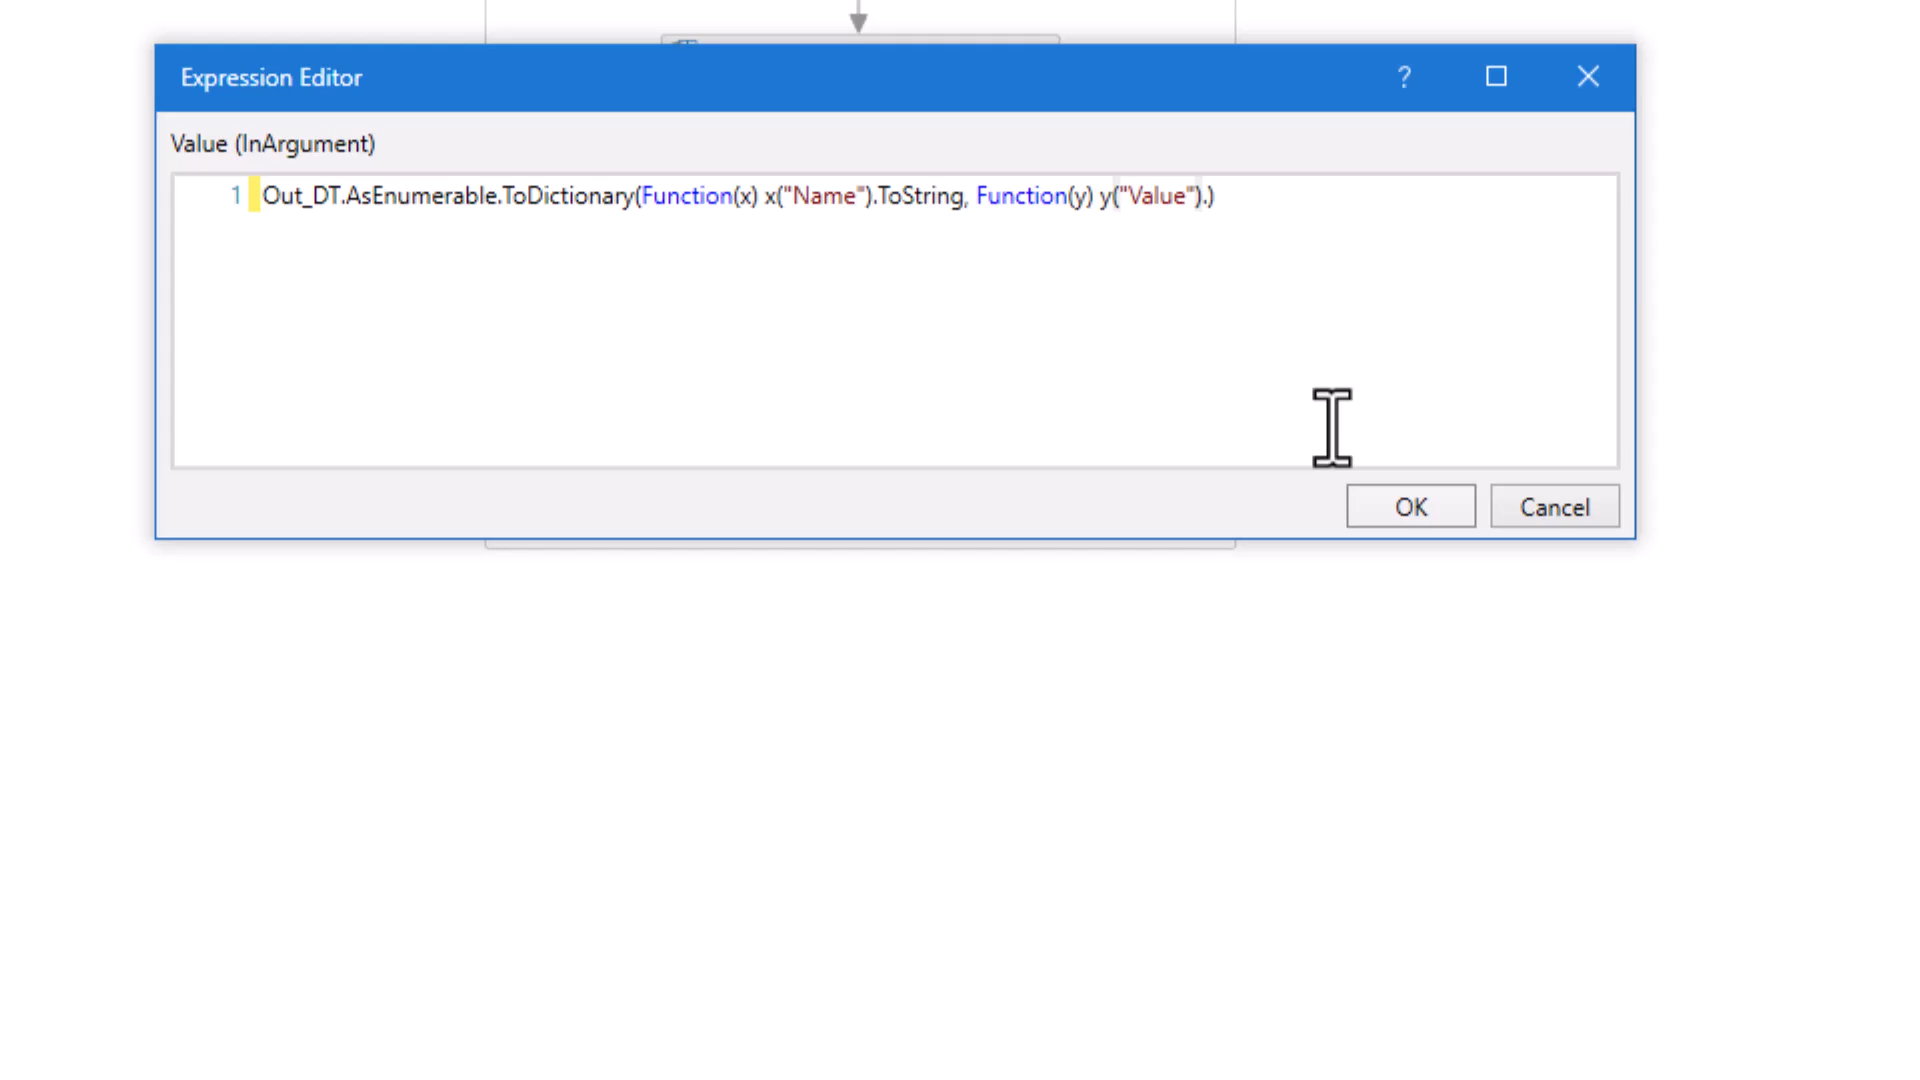 Expression Editor
?
Value (InArgument)
1 Out_DT.AsEnumerable.ToDictionary(Function(x) x("Name").ToString, Function(y) y("Value").)
OK Cancel